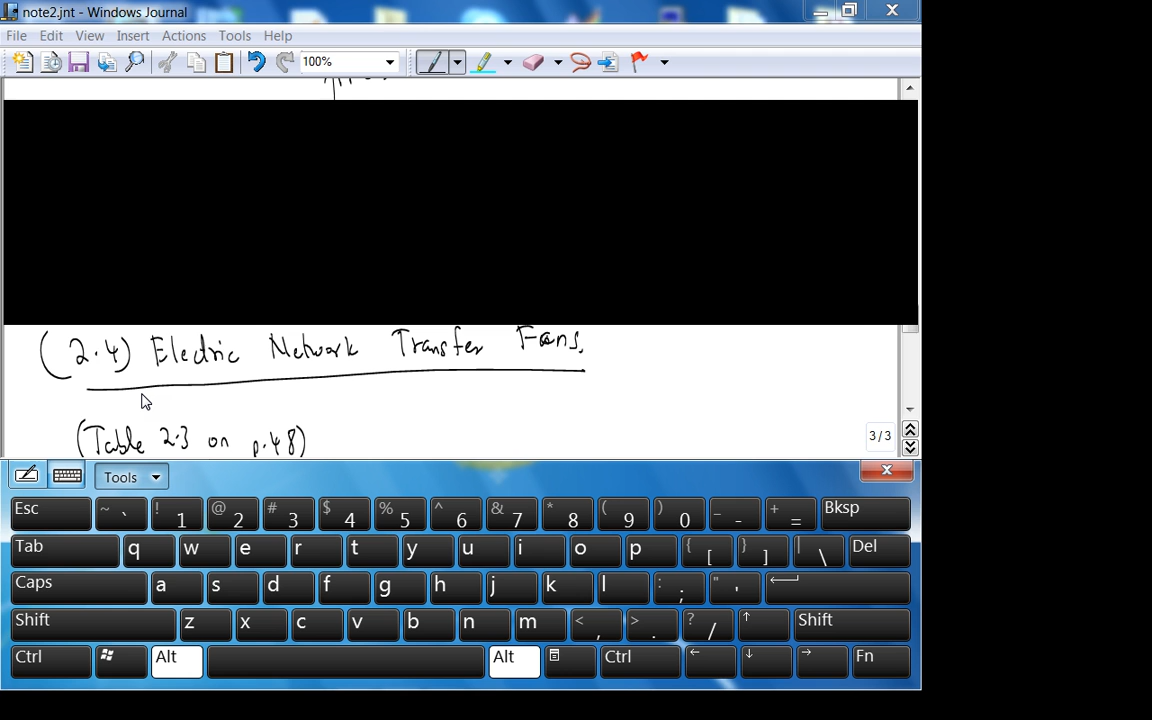 note2.jnt - Windows Journal
File Edit View Insert Actions Tools Help
100%
(2.4) Electric Network Transfer Fcns.
(Table 2.3 on p.48)
3/3
Tools
Esc ~ ` ! 1 @ 2 # 3 $ 4 % 5 ^ 6 & 7 * 8 ( 9 ) 0 _ - + = Bksp
Tab q w e r t y u i o p { [ } ] | \ Del
Caps a s d f g h j k l : ; " '
Shift z x c v b n m < , > . ? / ↑ Shift
Ctrl Alt Alt Ctrl ← ↓ → Fn